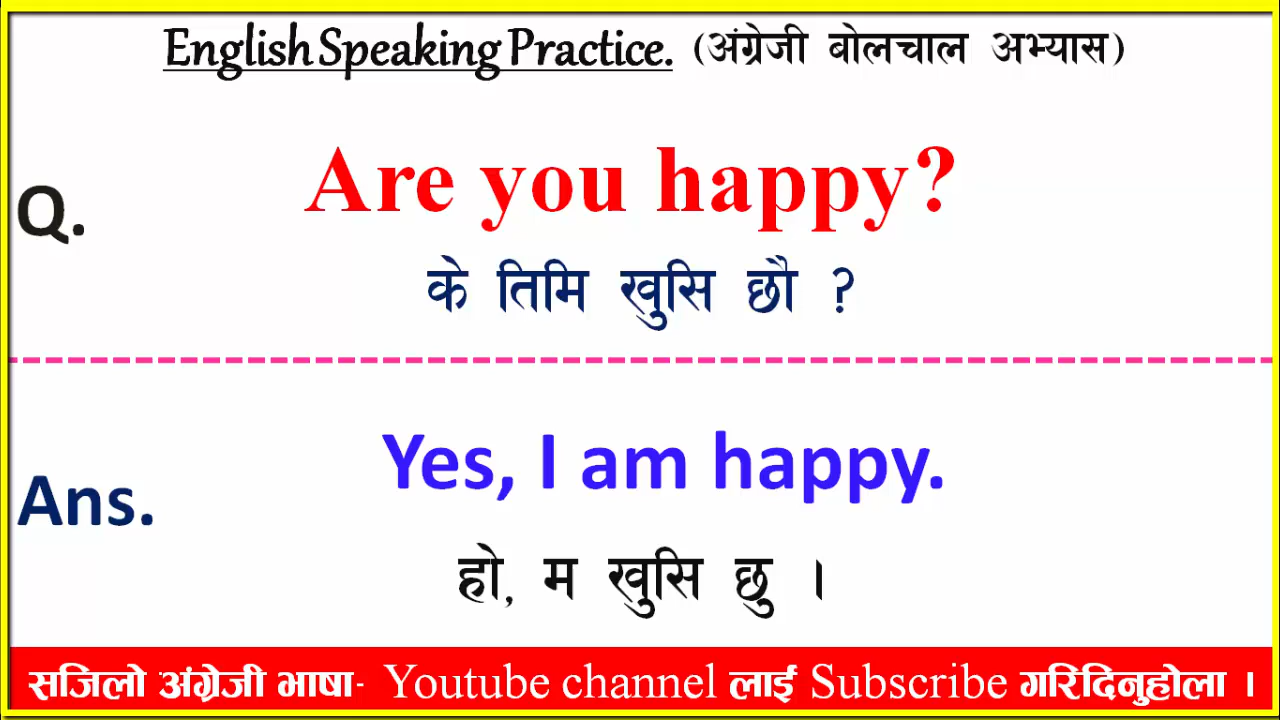 English Speaking Practice. (अंग्रेजी बोलचाल अभ्यास)
Q. Are you happy?
के तिमि खुसि छौ ?
Ans. Yes, I am happy.
हो, म खुसि छु ।
सजिलो अंग्रेजी भाषा- Youtube channel लाई Subscribe गरिदिनुहोला ।